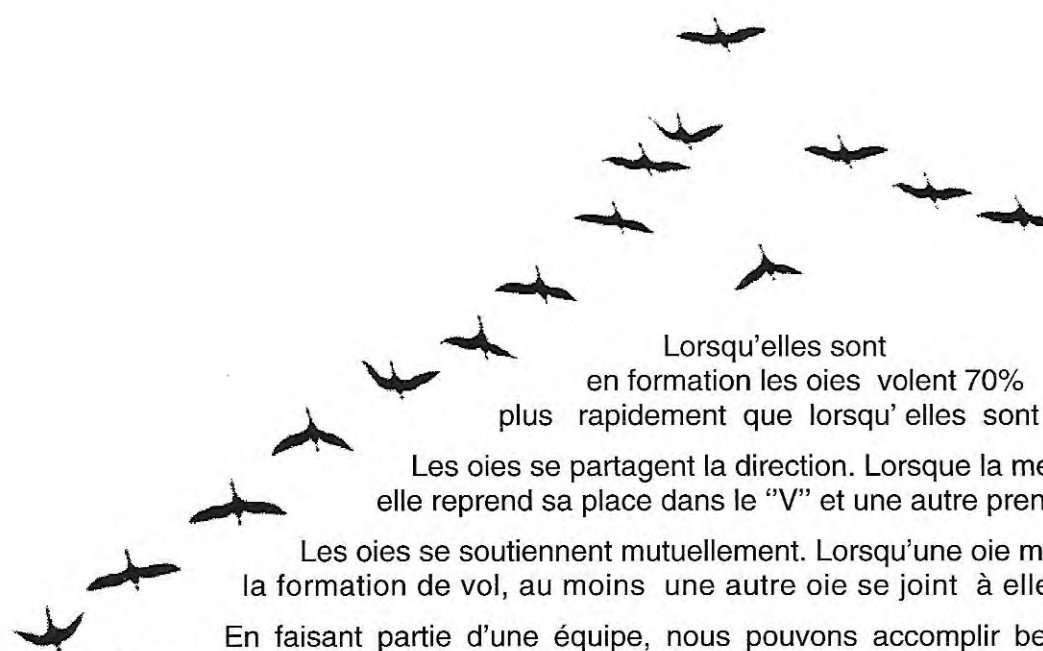 Lorsqu'elles sont
en formation les oies volent 70%
plus rapidement que lorsqu' elles sont
Les oies se partagent la direction. Lorsque la me
elle reprend sa place dans le ‘’V’’ et une autre pren
Les oies se soutiennent mutuellement. Lorsqu'une oie m
la formation de vol, au moins une autre oie se joint à elle
En faisant partie d'une équipe, nous pouvons accomplir be